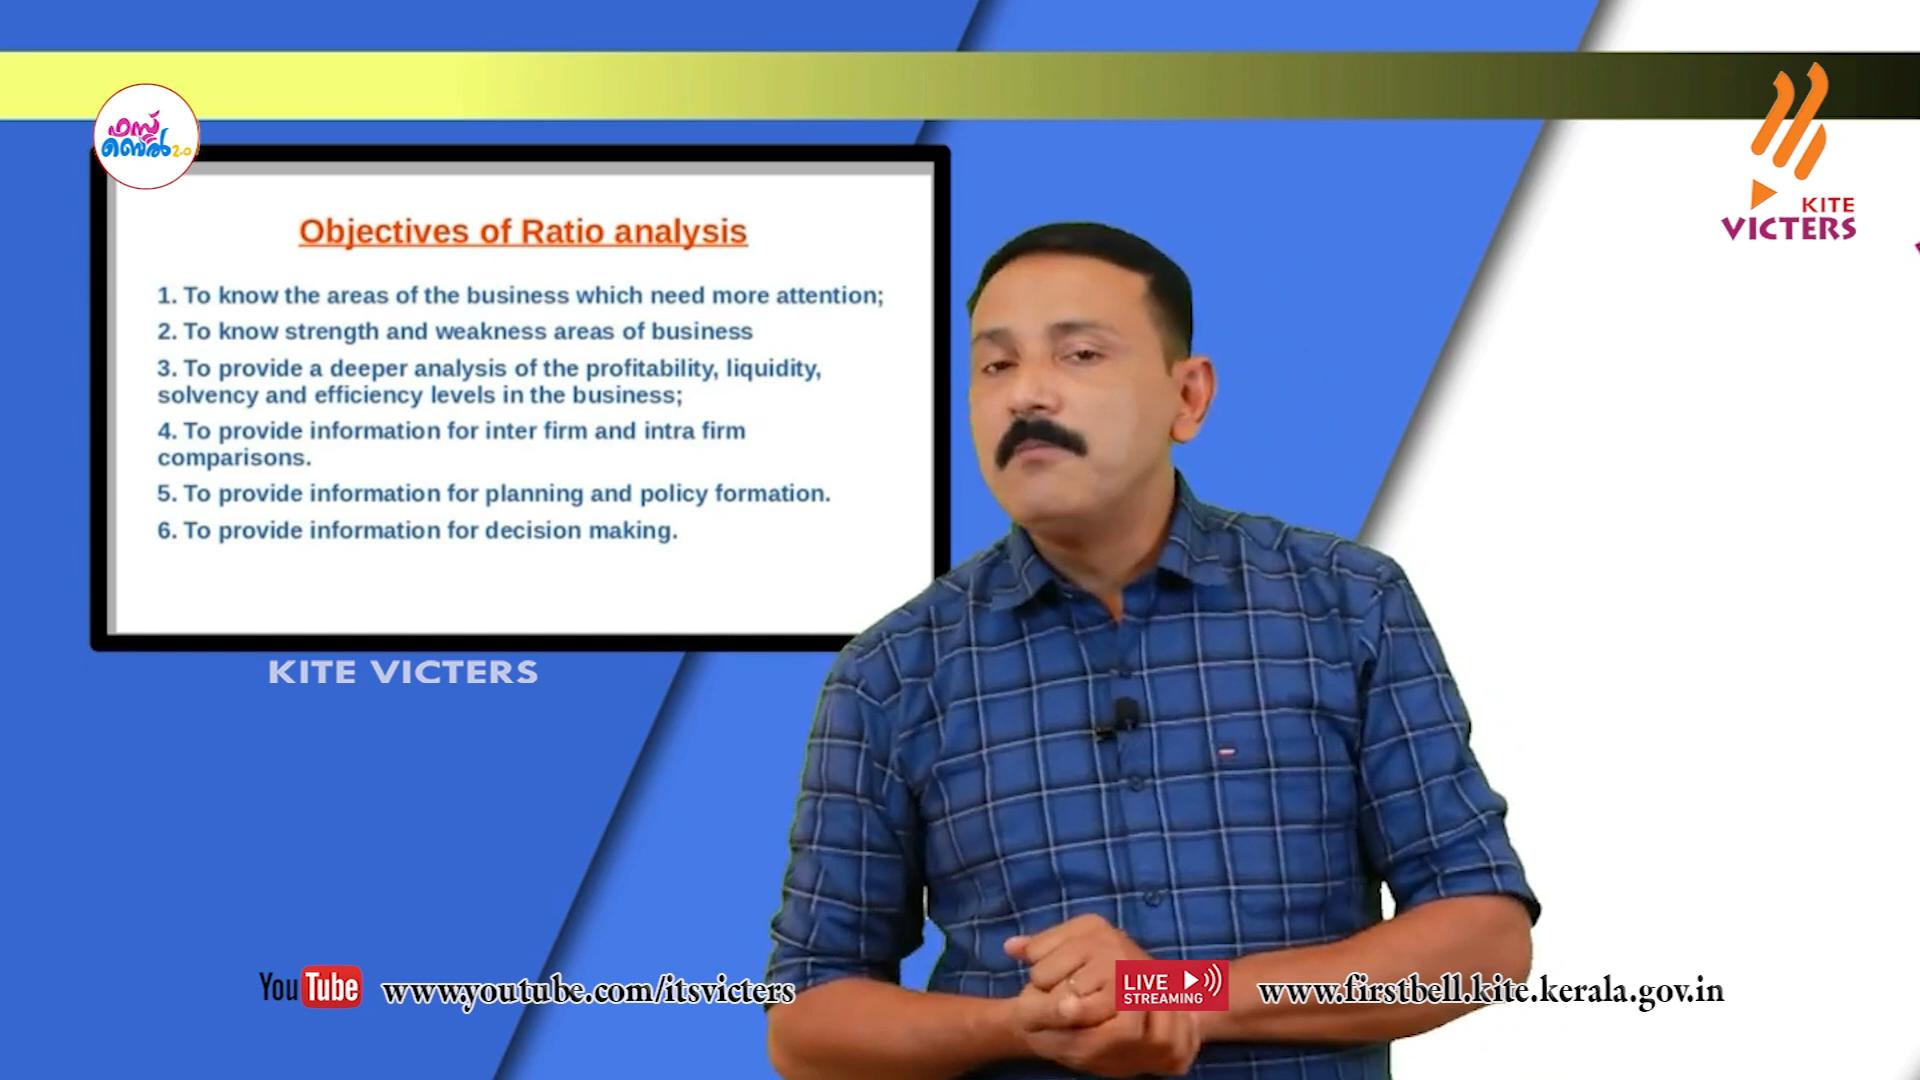 ഫസ്റ്റ്
ബെൽ 2.0
KITE
VICTERS
Objectives of Ratio analysis
1. To know the areas of the business which need more attention;
2. To know strength and weakness areas of business
3. To provide a deeper analysis of the profitability, liquidity,
solvency and efficiency levels in the business;
4. To provide information for inter firm and intra firm
comparisons.
5. To provide information for planning and policy formation.
6. To provide information for decision making.
KITE VICTERS
YouTube www.youtube.com/itsvicters
LIVE
STREAMING
www.firstbell.kite.kerala.gov.in